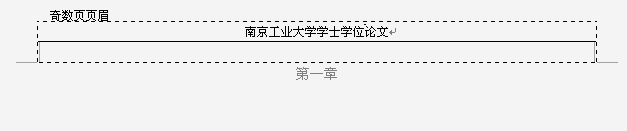 奇数页页眉
南京工业大学学士学位论文
第一章